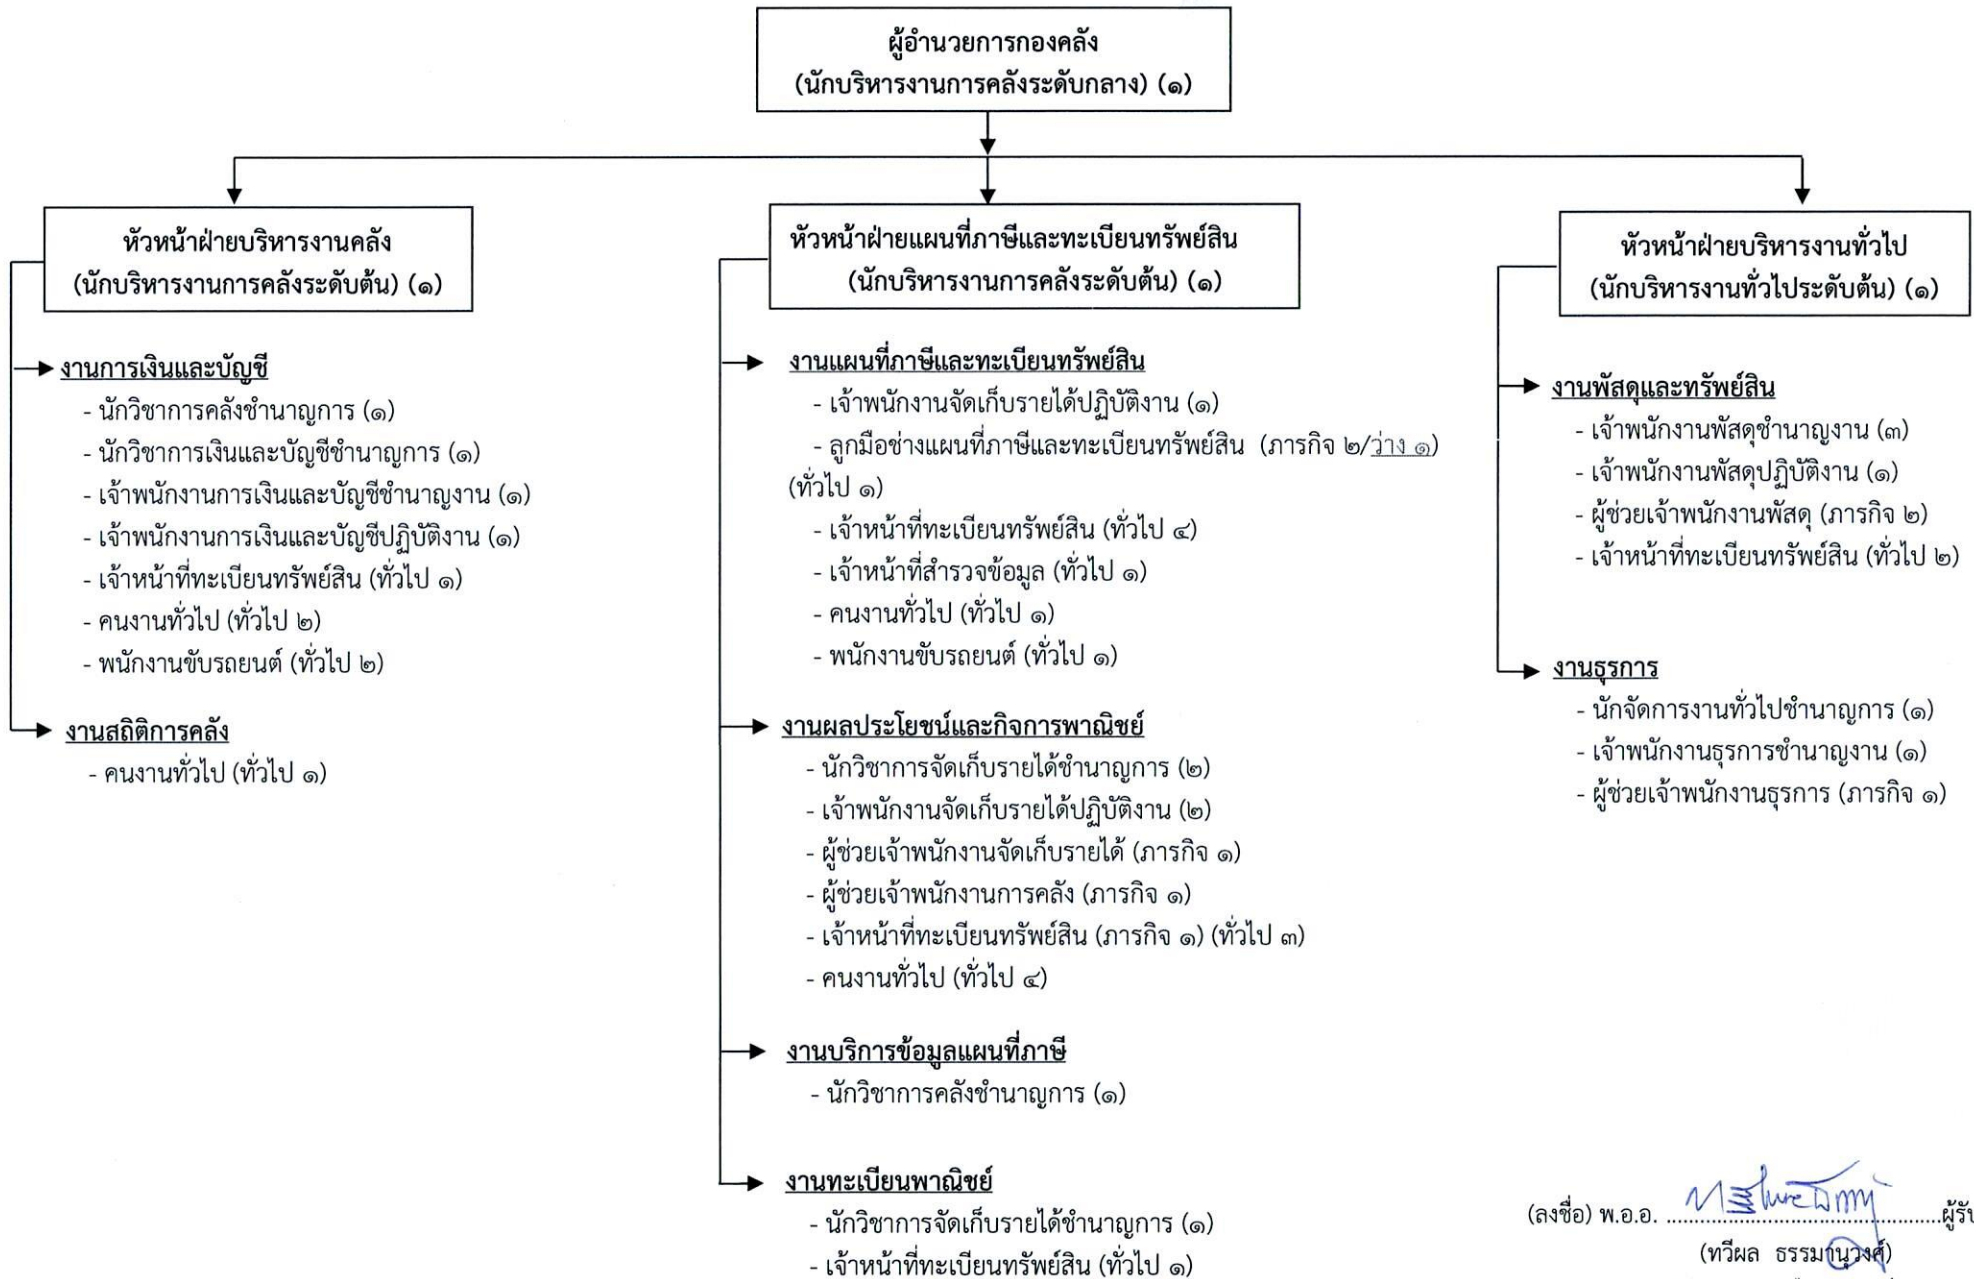 ผู้อำนวยการกองคลัง
(นักบริหารงานการคลังระดับกลาง) (๑)
หัวหน้าฝ่ายบริหารงานคลัง
(นักบริหารงานการคลังระดับต้น) (๑)
งานการเงินและบัญชี
- นักวิชาการคลังชำนาญการ (๑)
- นักวิชาการเงินและบัญชีชำนาญการ (๑)
- เจ้าพนักงานการเงินและบัญชีชำนาญงาน (๑)
- เจ้าพนักงานการเงินและบัญชีปฏิบัติงาน (๑)
- เจ้าหน้าที่ทะเบียนทรัพย์สิน (ทั่วไป ๑)
- คนงานทั่วไป (ทั่วไป ๒)
- พนักงานขับรถยนต์ (ทั่วไป ๒)
งานสถิติการคลัง
- คนงานทั่วไป (ทั่วไป ๑)
หัวหน้าฝ่ายแผนที่ภาษีและทะเบียนทรัพย์สิน
(นักบริหารงานการคลังระดับต้น) (๑)
งานแผนที่ภาษีและทะเบียนทรัพย์สิน
- เจ้าพนักงานจัดเก็บรายได้ปฏิบัติงาน (๑)
- ลูกมือช่างแผนที่ภาษีและทะเบียนทรัพย์สิน (ภารกิจ ๒/ว่าง ๑)
(ทั่วไป ๑)
- เจ้าหน้าที่ทะเบียนทรัพย์สิน (ทั่วไป ๔)
- เจ้าหน้าที่สำรวจข้อมูล (ทั่วไป ๑)
- คนงานทั่วไป (ทั่วไป ๑)
- พนักงานขับรถยนต์ (ทั่วไป ๑)
งานผลประโยชน์และกิจการพาณิชย์
- นักวิชาการจัดเก็บรายได้ชำนาญการ (๒)
- เจ้าพนักงานจัดเก็บรายได้ปฏิบัติงาน (๒)
- ผู้ช่วยเจ้าพนักงานจัดเก็บรายได้ (ภารกิจ ๑)
- ผู้ช่วยเจ้าพนักงานการคลัง (ภารกิจ ๑)
- เจ้าหน้าที่ทะเบียนทรัพย์สิน (ภารกิจ ๑) (ทั่วไป ๓)
- คนงานทั่วไป (ทั่วไป ๔)
งานบริการข้อมูลแผนที่ภาษี
- นักวิชาการคลังชำนาญการ (๑)
งานทะเบียนพาณิชย์
- นักวิชาการจัดเก็บรายได้ชำนาญการ (๑)
- เจ้าหน้าที่ทะเบียนทรัพย์สิน (ทั่วไป ๑)
หัวหน้าฝ่ายบริหารงานทั่วไป
(นักบริหารงานทั่วไประดับต้น) (๑)
งานพัสดุและทรัพย์สิน
- เจ้าพนักงานพัสดุชำนาญงาน (๓)
- เจ้าพนักงานพัสดุปฏิบัติงาน (๑)
- ผู้ช่วยเจ้าพนักงานพัสดุ (ภารกิจ ๒)
- เจ้าหน้าที่ทะเบียนทรัพย์สิน (ทั่วไป ๒)
งานธุรการ
- นักจัดการงานทั่วไปชำนาญการ (๑)
- เจ้าพนักงานธุรการชำนาญงาน (๑)
- ผู้ช่วยเจ้าพนักงานธุรการ (ภารกิจ ๑)
(ลงชื่อ) พ.อ.อ. ..........ผู้รับ
(ทวีผล ธรรมานุวงศ์)